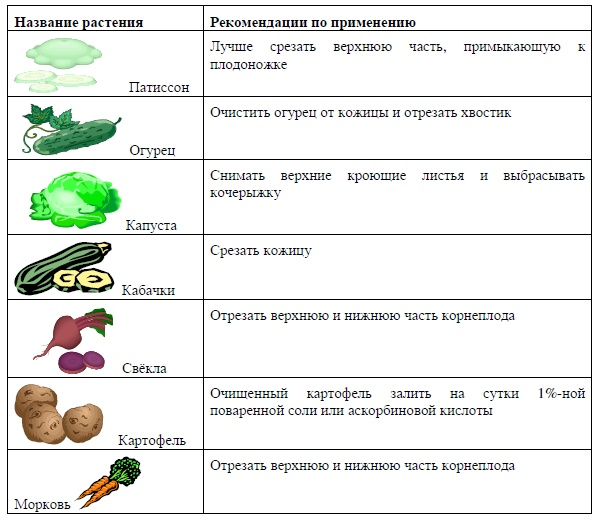 Название растения
Рекомендации по применению
Патиссон
Лучше срезать верхнюю часть, примыкающую к
плодоножке
Огурец
Очистить огурец от кожицы и отрезать хвостик
Капуста
Снимать верхние кроющие листья и выбрасывать
кочерыжку
Кабачки
Срезать кожицу
Свёкла
Отрезать верхнюю и нижнюю часть корнеплода
Картофель
Очищенный картофель залить на сутки 1%-ной
поваренной соли или аскорбиновой кислоты
Морковь
Отрезать верхнюю и нижнюю часть корнеплода